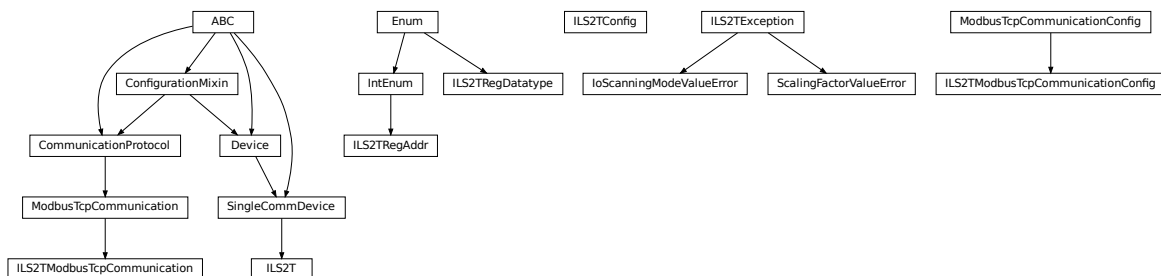 ABC
Enum
ILS2TConfig
ILS2TException
ModbusTcpCommunicationConfig
ConfigurationMixin
IntEnum
ILS2TRegDatatype
IoScanningModeValueError
ScalingFactorValueError
ILS2TModbusTcpCommunicationConfig
CommunicationProtocol
Device
ILS2TRegAddr
ModbusTcpCommunication
SingleCommDevice
ILS2TModbusTcpCommunication
ILS2T